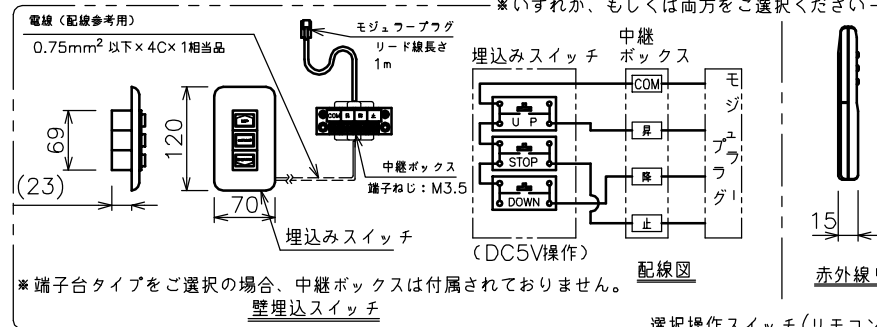 ※いずれか、もしくは両方をご選択ください
電線（配線参考用）
0.75mm² 以下×4C×1相当品
モジュラープラグ
リード線長さ
1m
埋込みスイッチ
中継
ボックス
COM
UP
昇
STOP
降
DOWN
止
モジュラープラグ
69
120
(23)
70
COM
中継ボックス
端子ねじ：M3.5
埋込みスイッチ
(DC5V操作)
配線図
15
※端子台タイプをご選択の場合、中継ボックスは付属されておりません。
壁埋込スイッチ
赤外線
選択操作スイッチ(リモコン